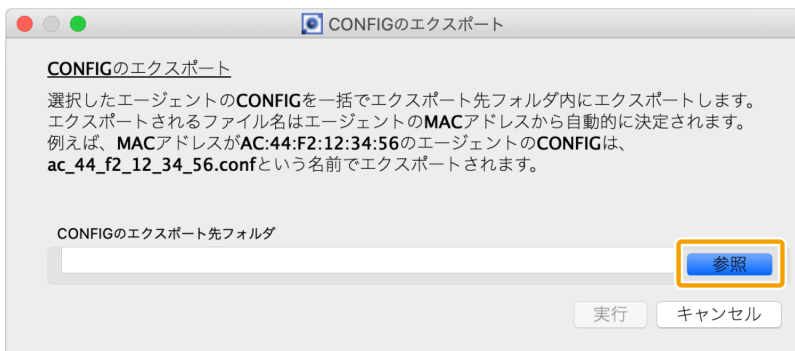 CONFIGのエクスポート
CONFIGのエクスポート
選択したエージェントのCONFIGを一括でエクスポート先フォルダ内にエクスポートします。
エクスポートされるファイル名はエージェントのMACアドレスから自動的に決定されます。
例えば、MACアドレスがAC:44:F2:12:34:56のエージェントのCONFIGは、
ac_44_f2_12_34_56.confという名前でエクスポートされます。
CONFIGのエクスポート先フォルダ
参照
実行 キャンセル